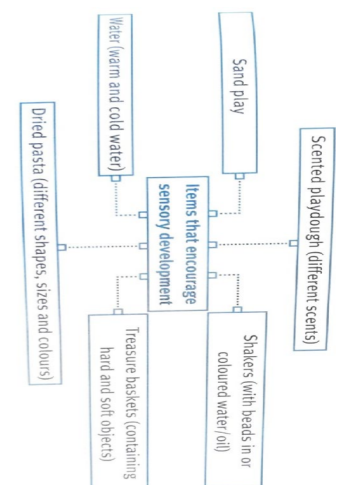 Scented playdough (different scents)
Sand play
Shakers (with beads in or
coloured water/oil)
Items that encourage
sensory development
Water (warm and cold water)
Treasure baskets (containing
hard and soft objects)
Dried pasta (different shapes, sizes and colours)